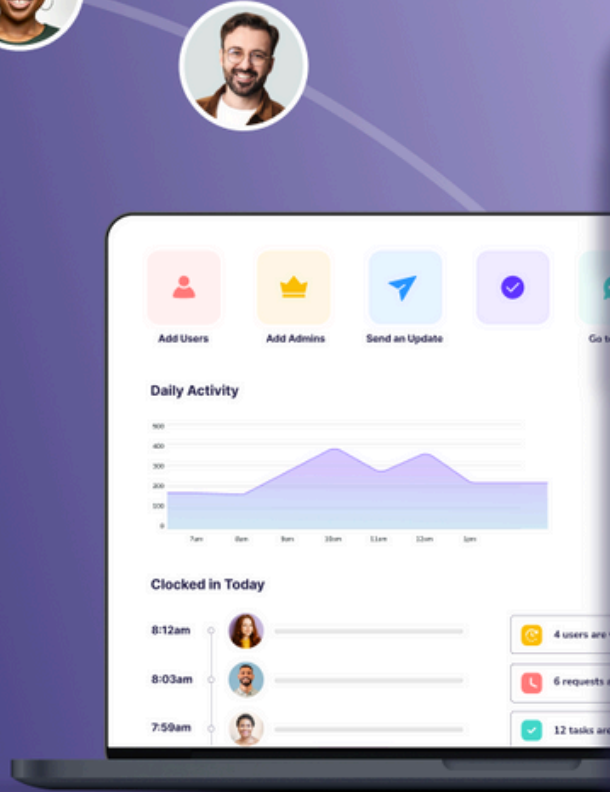 Add Users
Add Admins
Send an Update
Go t
Daily Activity
500
400
300
200
100
0
7am
8am
9am
10am
11am
12am
1pm
Clocked in Today
8:12am
4 users are
8:03am
6 requests a
7:59am
12 tasks are